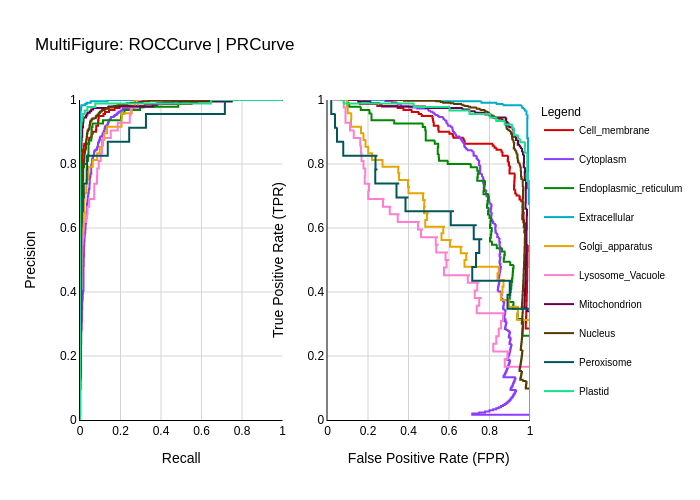 MultiFigure: ROCCurve | PRCurve
Precision
1
0.8
0.6
0.4
0.2
0
0 0.2 0.4 0.6 0.8 1
Recall
True Positive Rate (TPR)
1
0.8
0.6
0.4
0.2
0
0 0.2 0.4 0.6 0.8 1
False Positive Rate (FPR)
Legend
Cell_membrane
Cytoplasm
Endoplasmic_reticulum
Extracellular
Golgi_apparatus
Lysosome_Vacuole
Mitochondrion
Nucleus
Peroxisome
Plastid